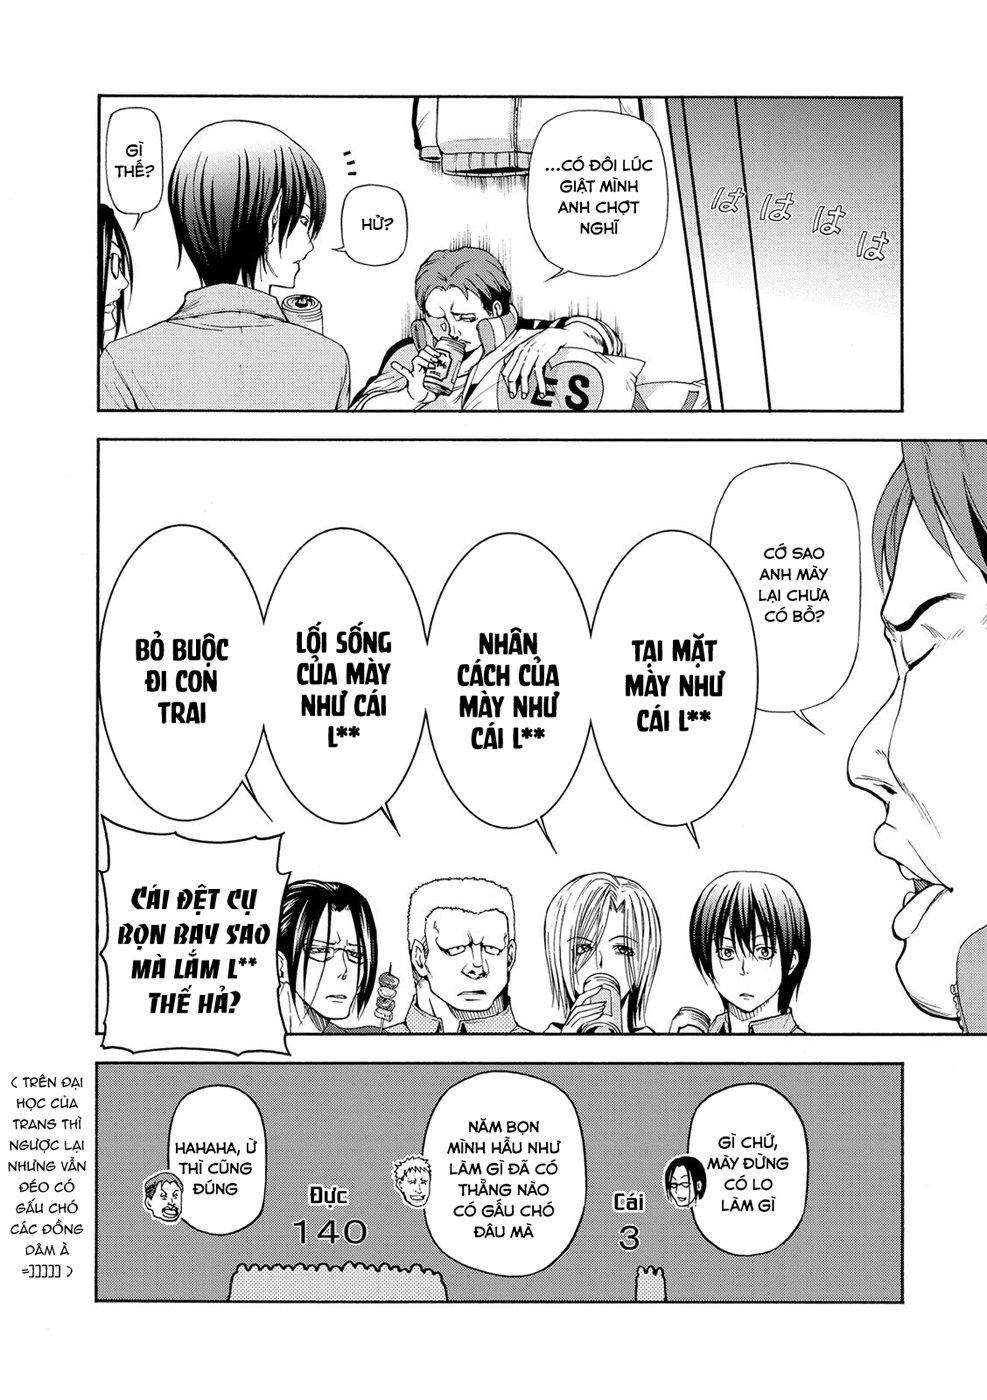 はははは
...CÓ ĐÔI LÚC
GIẬT MÌNH
ANH CHỢT
NGHĨ
HỬ?
GÌ
THẾ?
ES
CỚ SAO
ANH MÀY
LẠI CHƯA
CÓ BỒ?
TẠI MẶT
MÀY NHƯ
CÁI L**
NHÂN
CÁCH CỦA
MÀY NHƯ
CÁI L**
LỐI SỐNG
CỦA MÀY
NHƯ CÁI
L**
BỎ BUỘC
ĐI CON
TRAI
CÁI ĐỆT CỤ
BỌN BAY SAO
MÀ LẮM L**
THẾ HẢ?
GÌ CHỨ,
MÀY ĐỪNG
CÓ LO
LÀM GÌ
Cái
3
NĂM BỌN
MÌNH HẦU NHƯ
LÀM GÌ ĐÃ CÓ
THẰNG NÀO
CÓ GẤU CHÓ
ĐÂU MÀ
Đực
140
HAHAHA, Ừ
THÌ CŨNG
ĐÚNG
( TRÊN ĐẠI
HỌC CỦA
TRANG THÌ
NGƯỢC LẠI
NHƯNG VẪN
ĐÉO CÓ
GẤU CHÓ
CÁC ĐỒNG
DÂM À
=]]]]] )